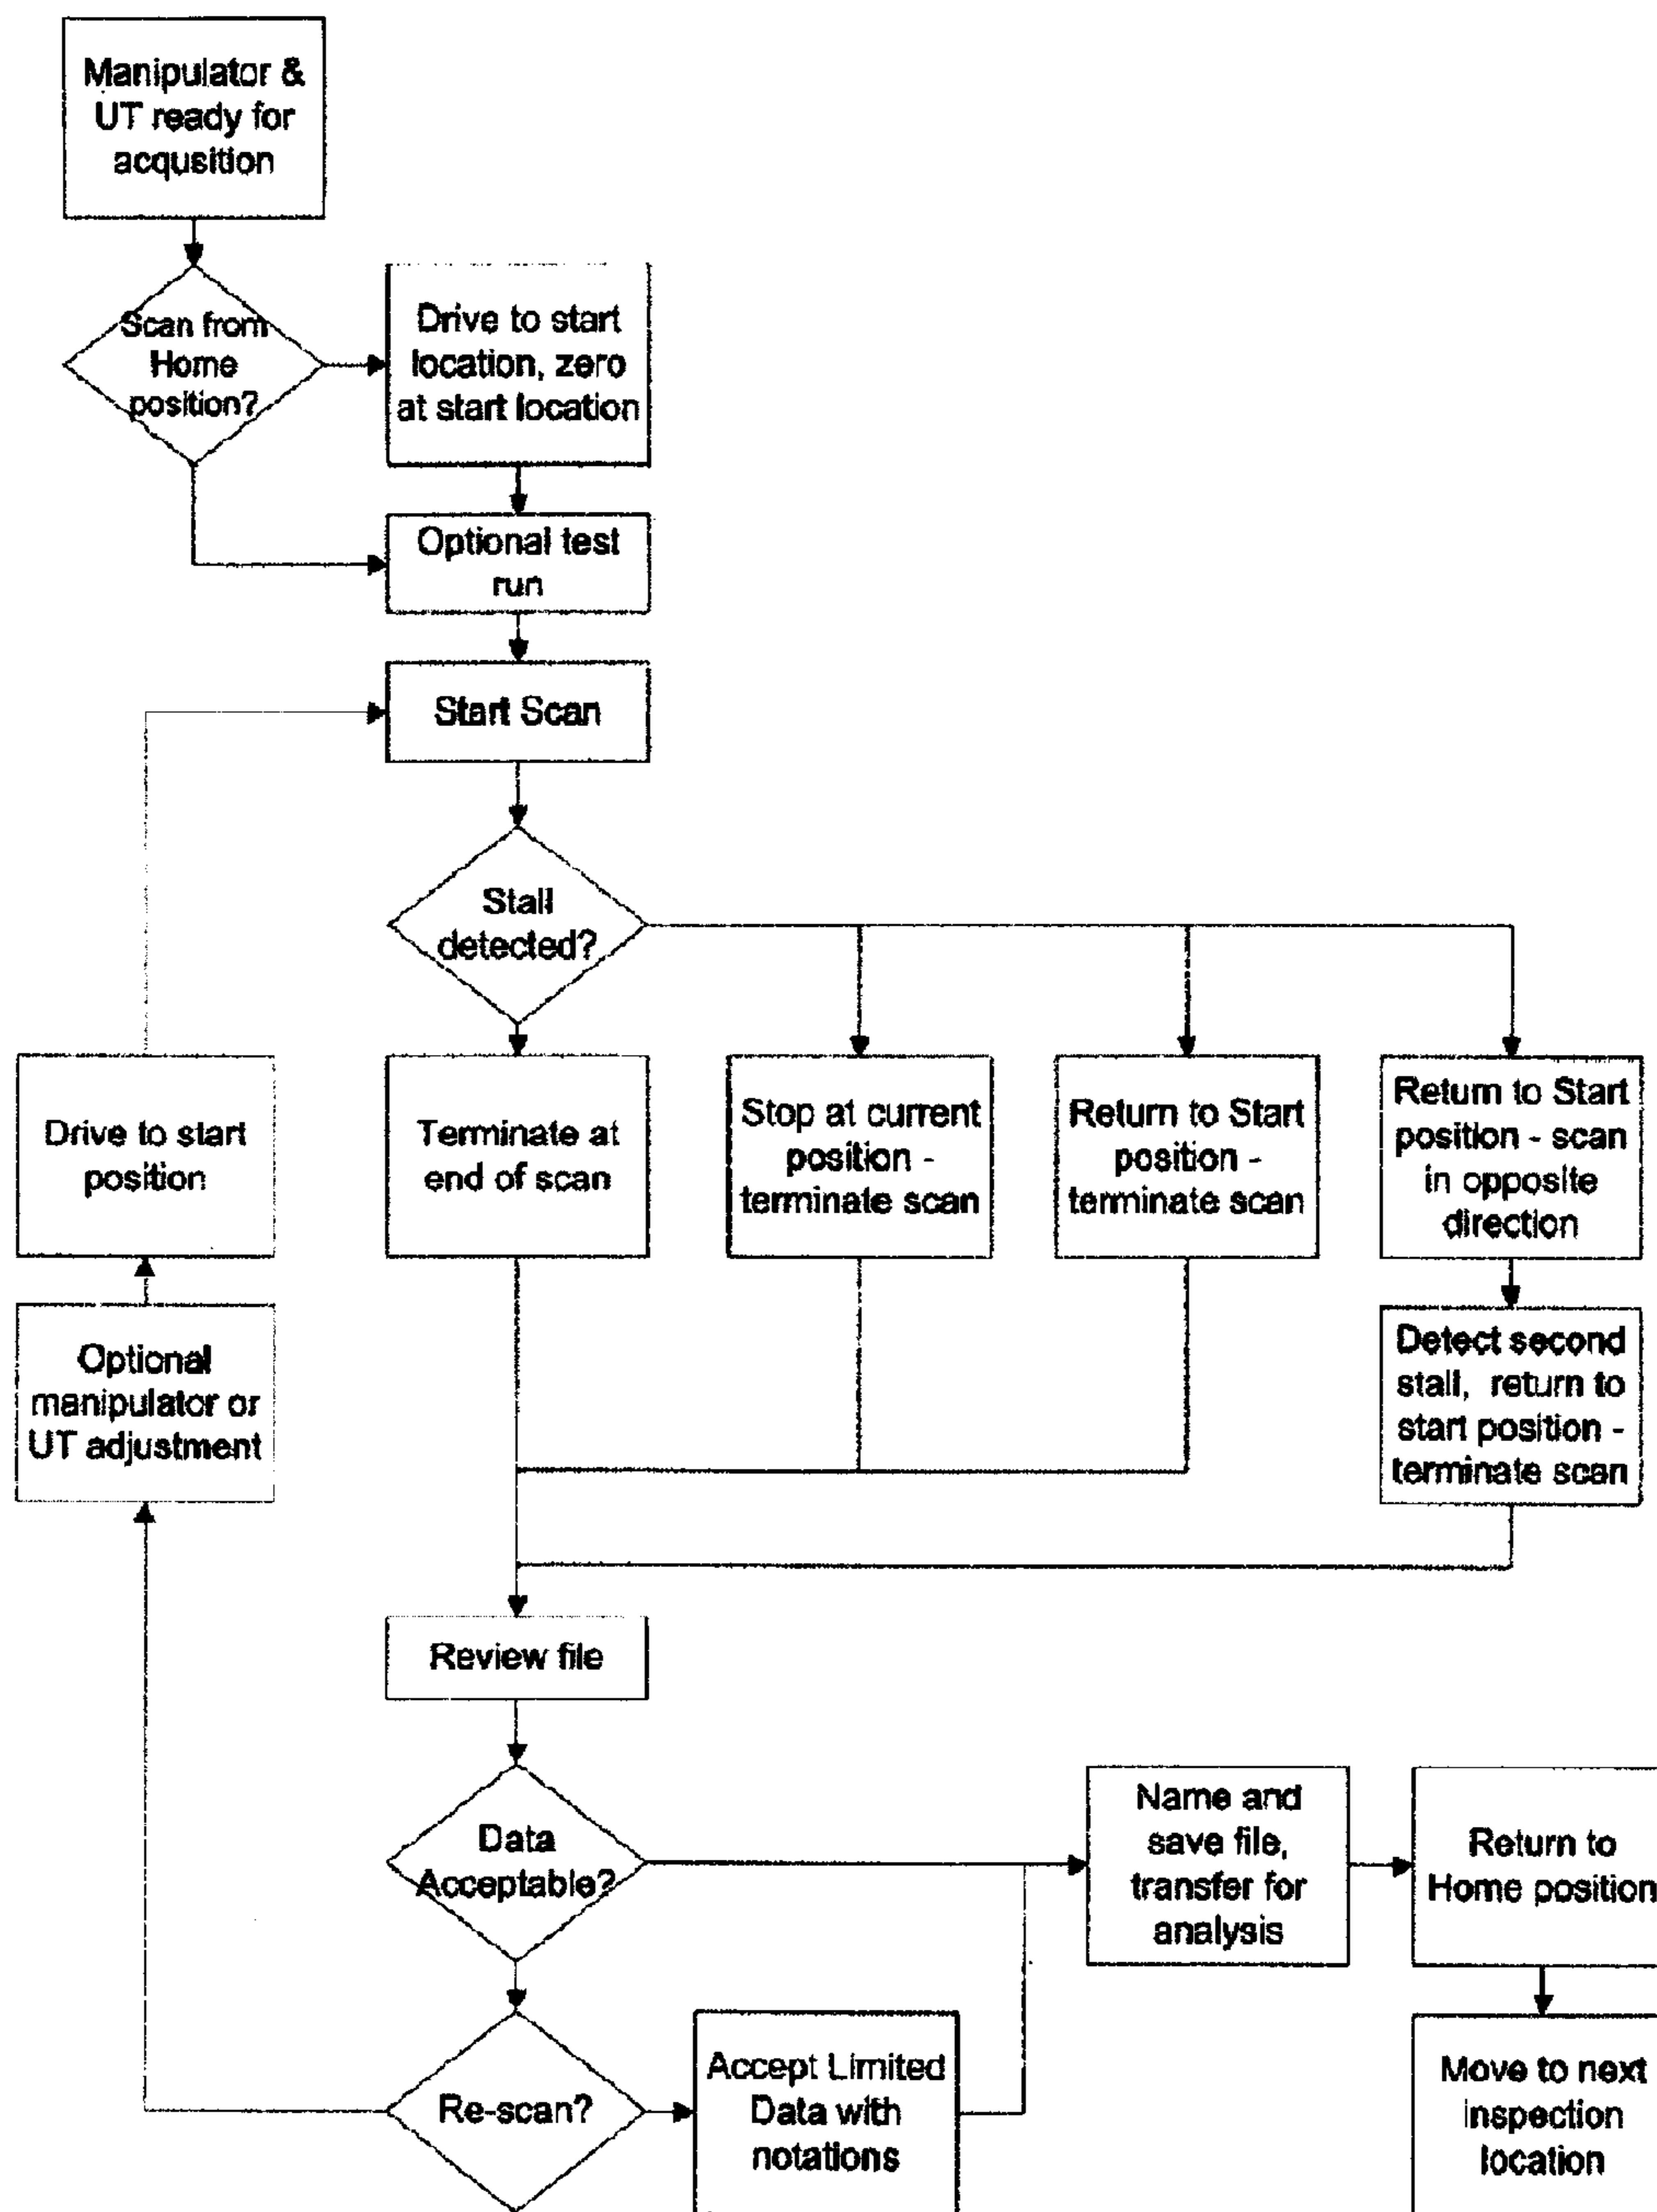 Manipulator &
UT ready for
acqusition
Scan from
Home
position?
Drive to start
location, zero
at start location
Optional test
run
Start Scan
Stall
detected?
Drive to start
position
Terminate at
end of scan
Stop at current
position -
terminate scan
Return to Start
position -
terminate scan
Return to Start
position - scan
in opposite
direction
Optional
manipulator or
UT adjustment
Detect second
stall, return to
start position -
terminate scan
Review file
Data
Acceptable?
Name and
save file,
transfer for
analysis
Return to
Home position
Re-scan?
Accept Limited
Data with
notations
Move to next
inspection
location